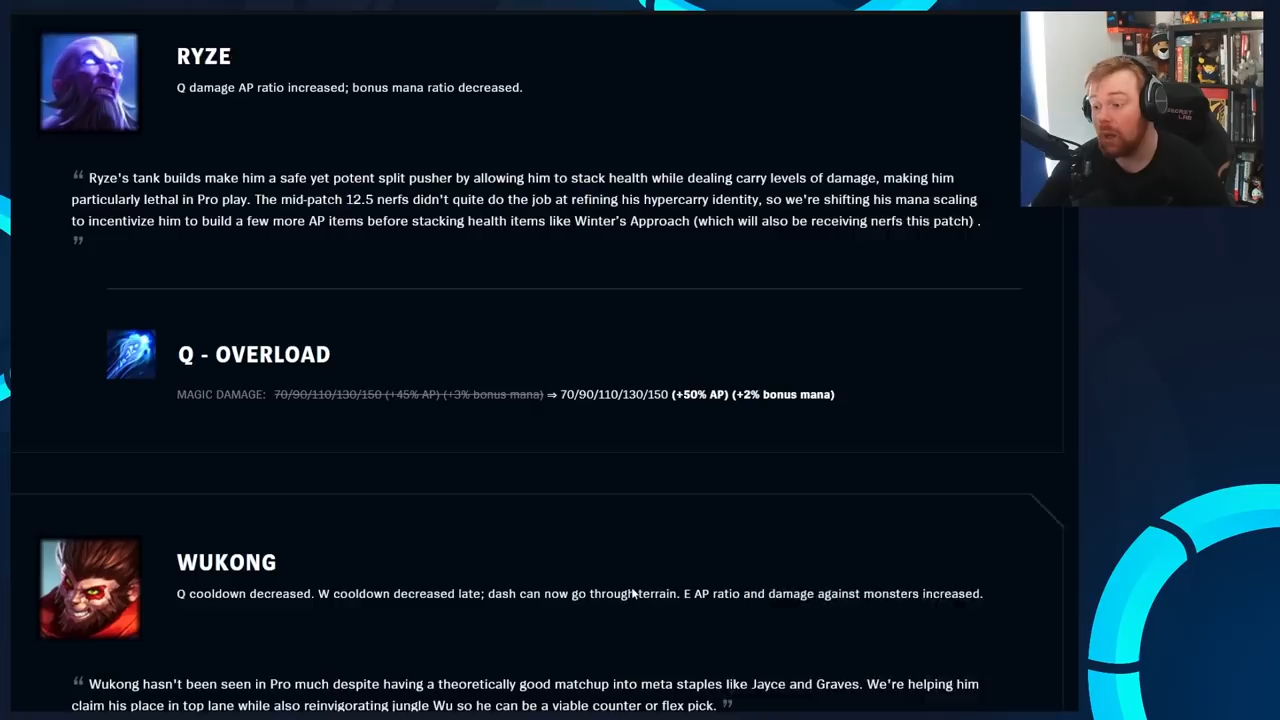 RYZE
Q damage AP ratio increased; bonus mana ratio decreased.
“ Ryze's tank builds make him a safe yet potent split pusher by allowing him to stack health while dealing carry levels of damage, making him
particularly lethal in Pro play. The mid-patch 12.5 nerfs didn't quite do the job at refining his hypercarry identity, so we're shifting his mana scaling
to incentivize him to build a few more AP items before stacking health items like Winter's Approach (which will also be receiving nerfs this patch) .
”
Q - OVERLOAD
MAGIC DAMAGE: 70/90/110/130/150 (+45% AP) (+3% bonus mana) ⇒ 70/90/110/130/150 (+50% AP) (+2% bonus mana)
WUKONG
Q cooldown decreased. W cooldown decreased late; dash can now go through terrain. E AP ratio and damage against monsters increased.
“ Wukong hasn't been seen in Pro much despite having a theoretically good matchup into meta staples like Jayce and Graves. We're helping him
claim his place in top lane while also reinvigorating jungle Wu so he can be a viable counter or flex pick. ”
SECRET
LAB